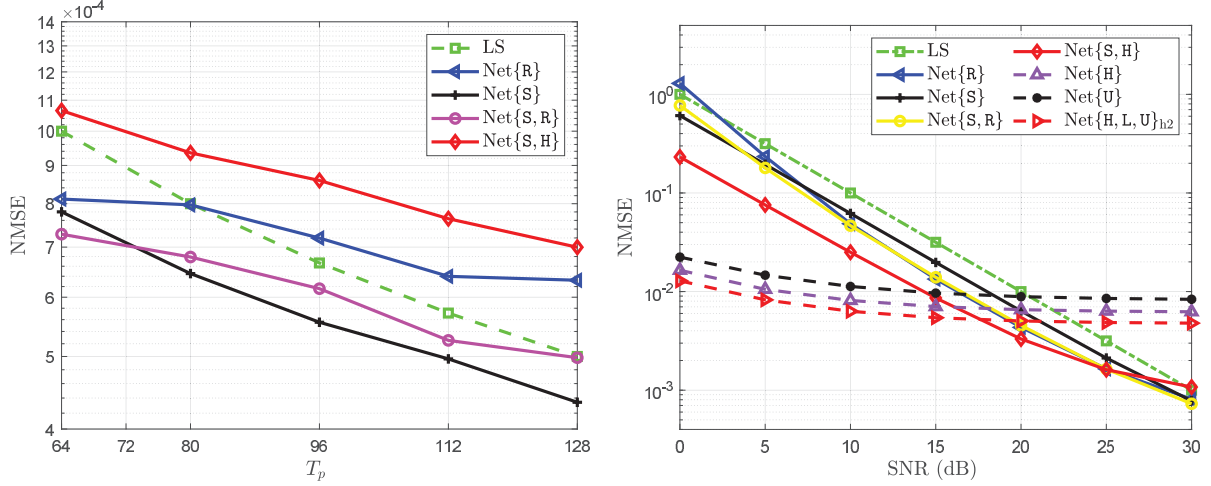 ×10⁻⁴
14
13
12
11
10
9
8
7
6
5
4
NMSE
64 72 80 96 112 128
T_p
LS
Net{R}
Net{S}
Net{S,R}
Net{S,H}
10⁰
10⁻¹
10⁻²
10⁻³
NMSE
0 5 10 15 20 25 30
SNR (dB)
LS
Net{R}
Net{S}
Net{S,R}
Net{S,H}
Net{H}
Net{U}
Net{H,L,U}h2